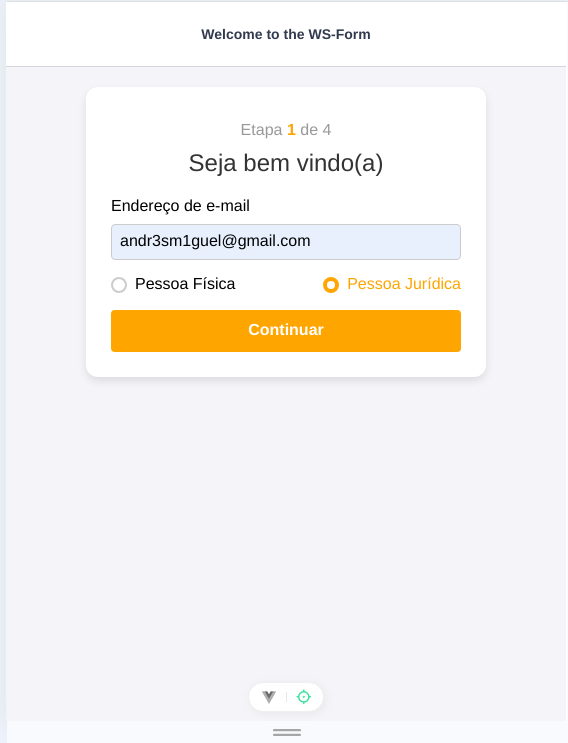 Welcome to the WS-Form
Etapa 1 de 4
Seja bem vindo(a)
Endereço de e-mail
andr3sm1guel@gmail.com
Pessoa Física
Pessoa Jurídica
Continuar